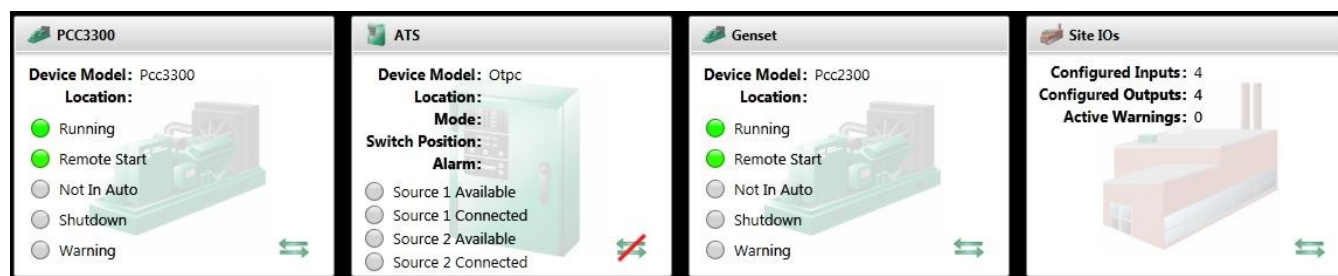 PCC3300
Device Model: Pcc3300
Location:
Running
Remote Start
Not In Auto
Shutdown
Warning
ATS
Device Model: Otpc
Location:
Mode:
Switch Position:
Alarm:
Source 1 Available
Source 1 Connected
Source 2 Available
Source 2 Connected
Genset
Device Model: Pcc2300
Location:
Running
Remote Start
Not In Auto
Shutdown
Warning
Site IOs
Configured Inputs: 4
Configured Outputs: 4
Active Warnings: 0